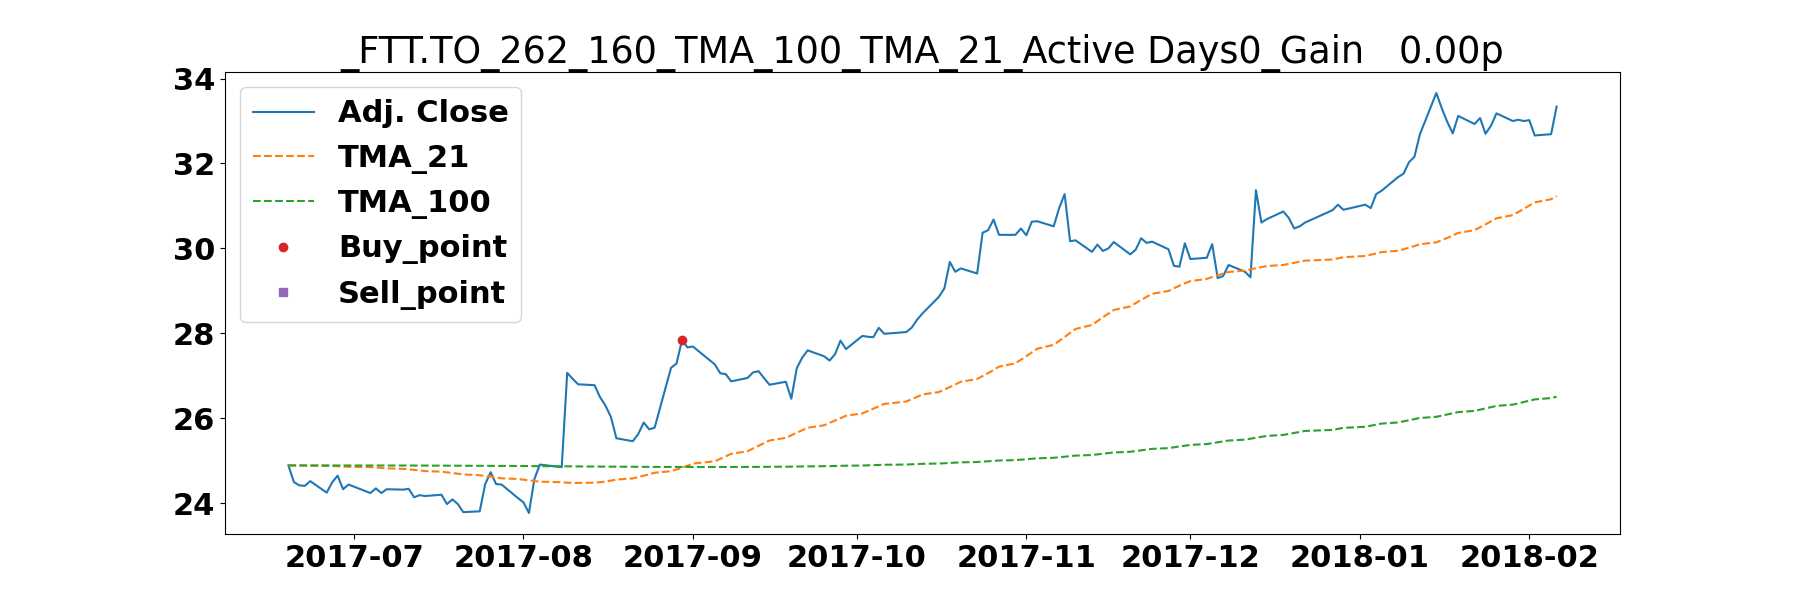 _FTT.TO_262_160_TMA_100_TMA_21_Active Days0_Gain   0.00p
34
32
30
28
26
24
Adj. Close
TMA_21
TMA_100
Buy_point
Sell_point
2017-07 2017-08 2017-09 2017-10 2017-11 2017-12 2018-01 2018-02